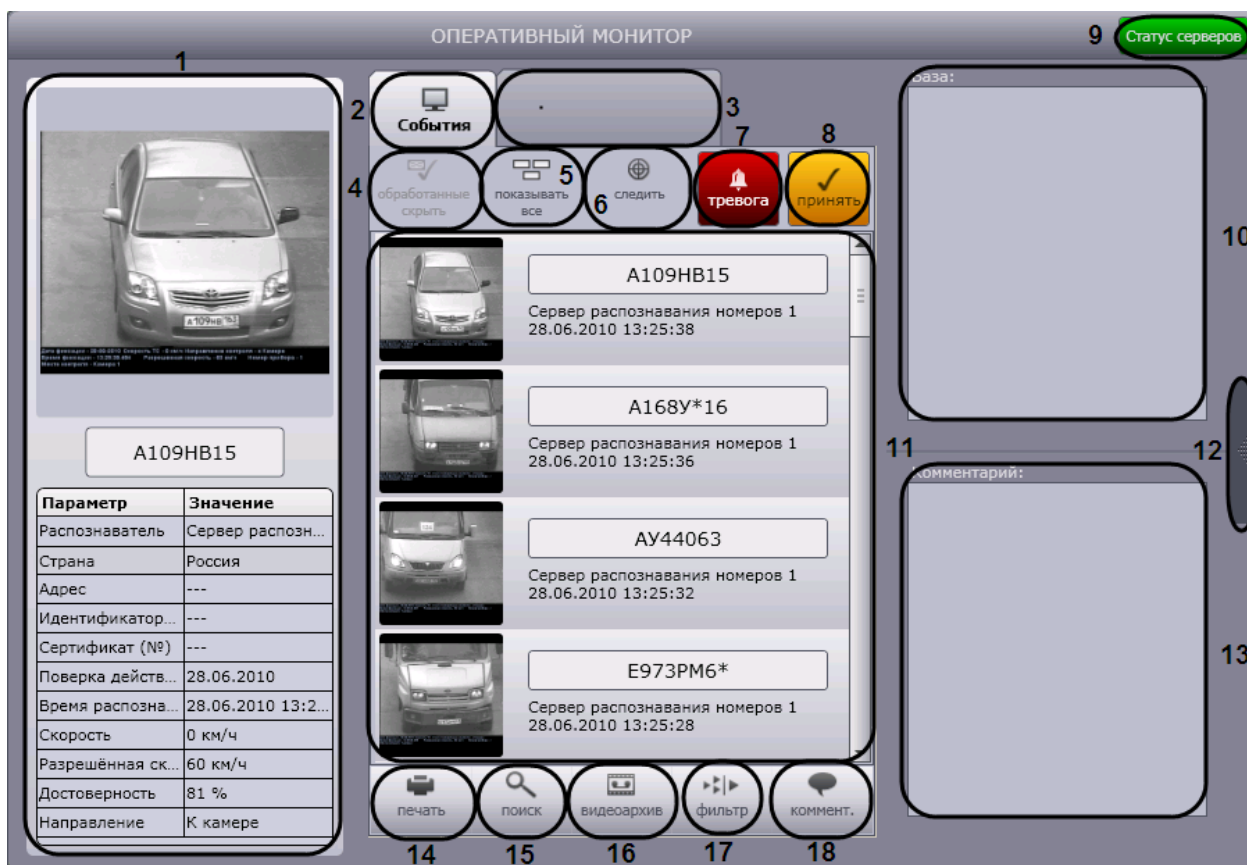 ОПЕРАТИВНЫЙ МОНИТОР
9
Статус серверов
1
2
События
3
4
обработанные
скрыть
5
показывать
все
6
следить
7
тревога
8
принять
А109НВ15
Сервер распознавания номеров 1
28.06.2010 13:25:38
А168У*16
Сервер распознавания номеров 1
28.06.2010 13:25:36
АУ44063
Сервер распознавания номеров 1
28.06.2010 13:25:32
Е973РМ6*
Сервер распознавания номеров 1
28.06.2010 13:25:28
А109НВ15
Параметр Значение
Распознаватель Сервер распозн...
Страна Россия
Адрес ---
Идентификатор... ---
Сертификат (№) ---
Поверка действ... 28.06.2010
Время распозна... 28.06.2010 13:2...
Скорость 0 км/ч
Разрешённая ск... 60 км/ч
Достоверность 81 %
Направление К камере
печать
поиск
видеоархив
фильтр
коммент.
14
15
16
17
18
База:
10
11
12
Комментарий:
13